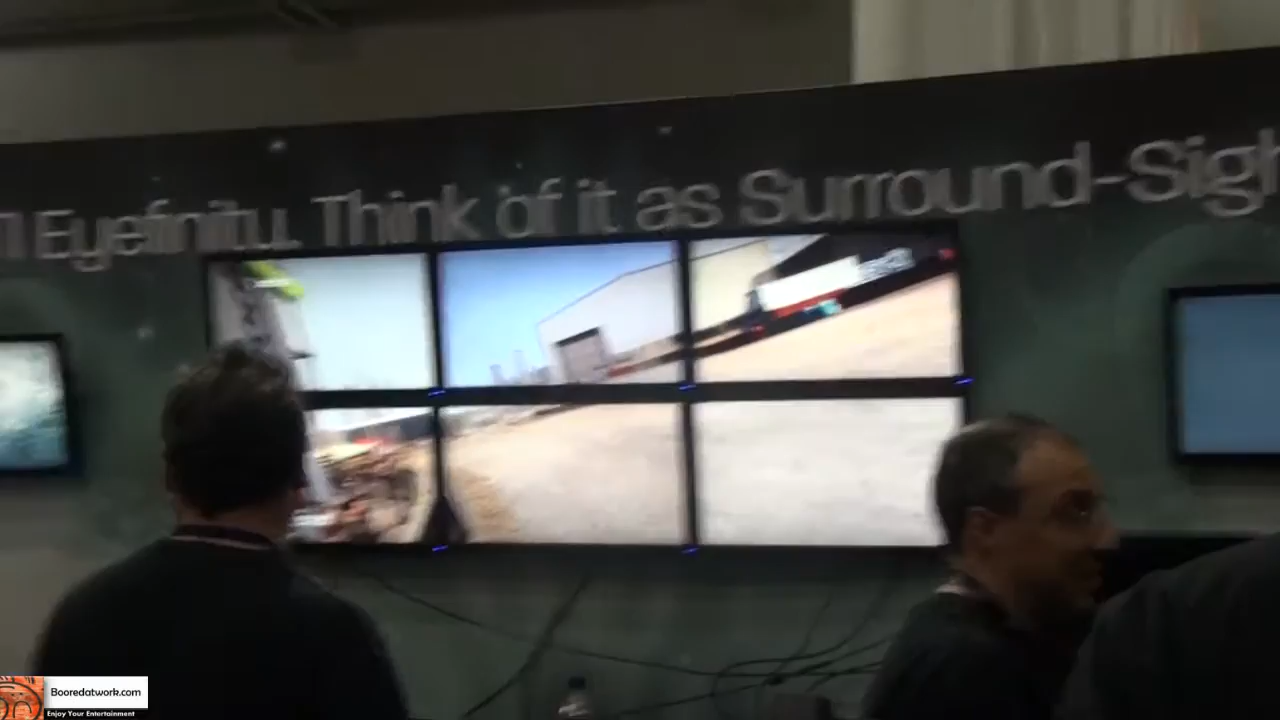 Eyefinity. Think of it as Surround-Sigh
Booredatwork.com
Enjoy Your Entertainment